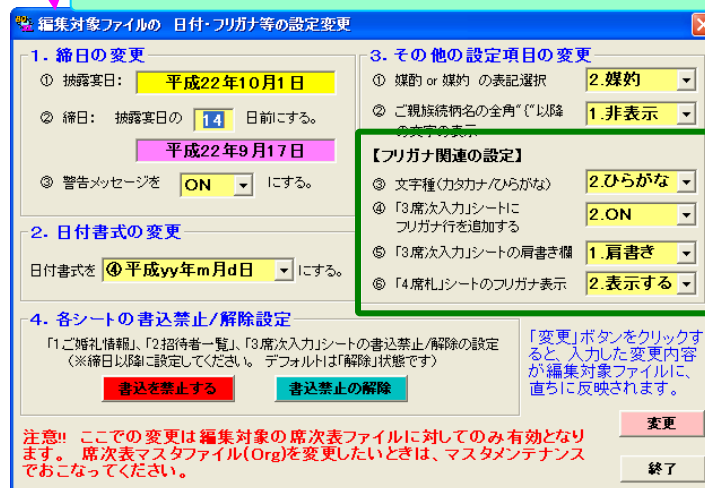 編集対象ファイルの 日付・フリガナ等の設定変更
1. 締日の変更
① 披露宴日: 平成22年10月1日
② 締日: 披露宴日の 14 日前にする。
平成22年9月17日
③ 警告メッセージを ON にする。
2. 日付書式の変更
日付書式を ④平成yy年m月d日 にする。
3. その他の設定項目の変更
① 媒酌 or 媒妁 の表記選択 2.媒妁
② ご親族続柄名の全角"("以降の文字の表示 1.非表示
【フリガナ関連の設定】
③ 文字種(カタカナ/ひらがな) 2.ひらがな
④ 「3席次入力」シートに
フリガナ行を追加する 2.ON
⑤ 「3席次入力」シートの肩書き欄 1.肩書き
⑥ 「4席札」シートのフリガナ表示 2.表示する
4. 各シートの書込禁止/解除設定
「1ご婚礼情報」、「2招待者一覧」、「3席次入力」シートの書込禁止/解除の設定
(※締日以降に設定してください。 デフォルトは「解除」状態です)
書込を禁止する 書込禁止の解除
「変更」ボタンをクリックす
ると、入力した変更内容
が編集対象ファイルに、
直ちに反映されます。
注意!! ここでの変更は編集対象の席次表ファイルに対してのみ有効となり
ます。 席次表マスタファイル(Org)を変更したいときは、マスタメンテナンス
でおこなってください。
変更
終了